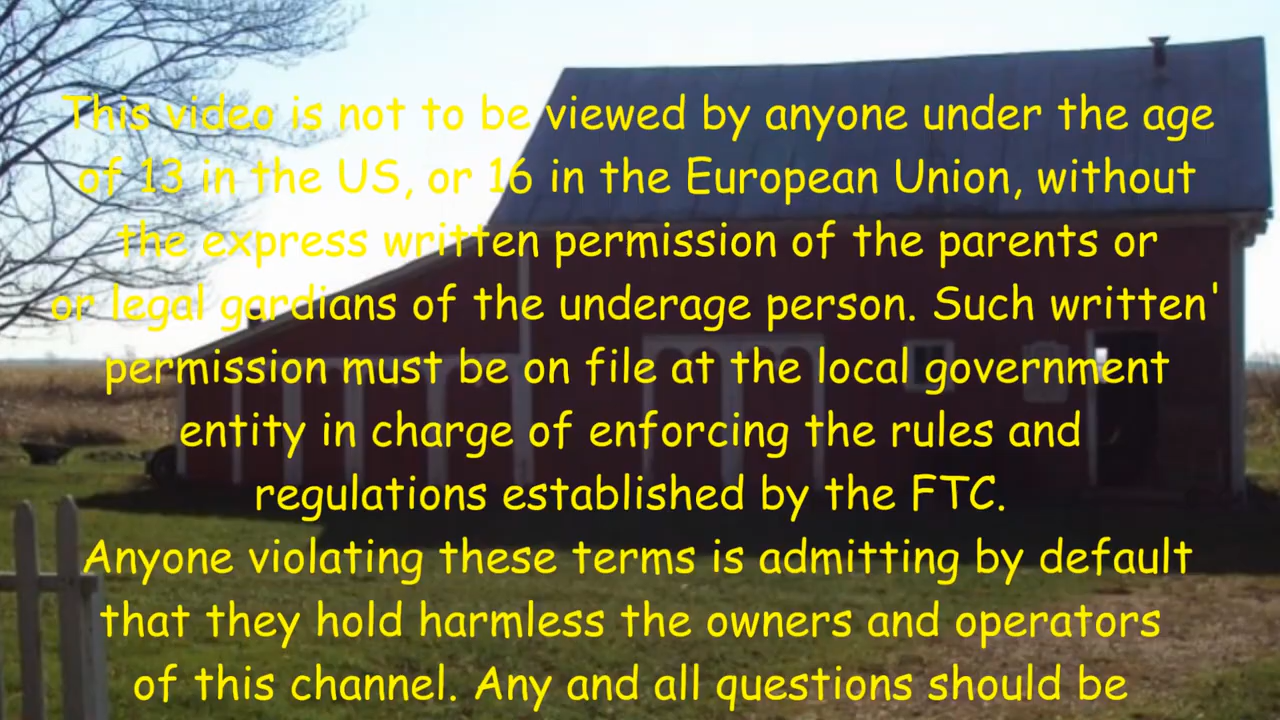 This video is not to be viewed by anyone under the age
of 13 in the US, or 16 in the European Union, without
the express written permission of the parents or
or legal gardians of the underage person. Such written'
permission must be on file at the local government
entity in charge of enforcing the rules and
regulations established by the FTC.
Anyone violating these terms is admitting by default
that they hold harmless the owners and operators
of this channel. Any and all questions should be